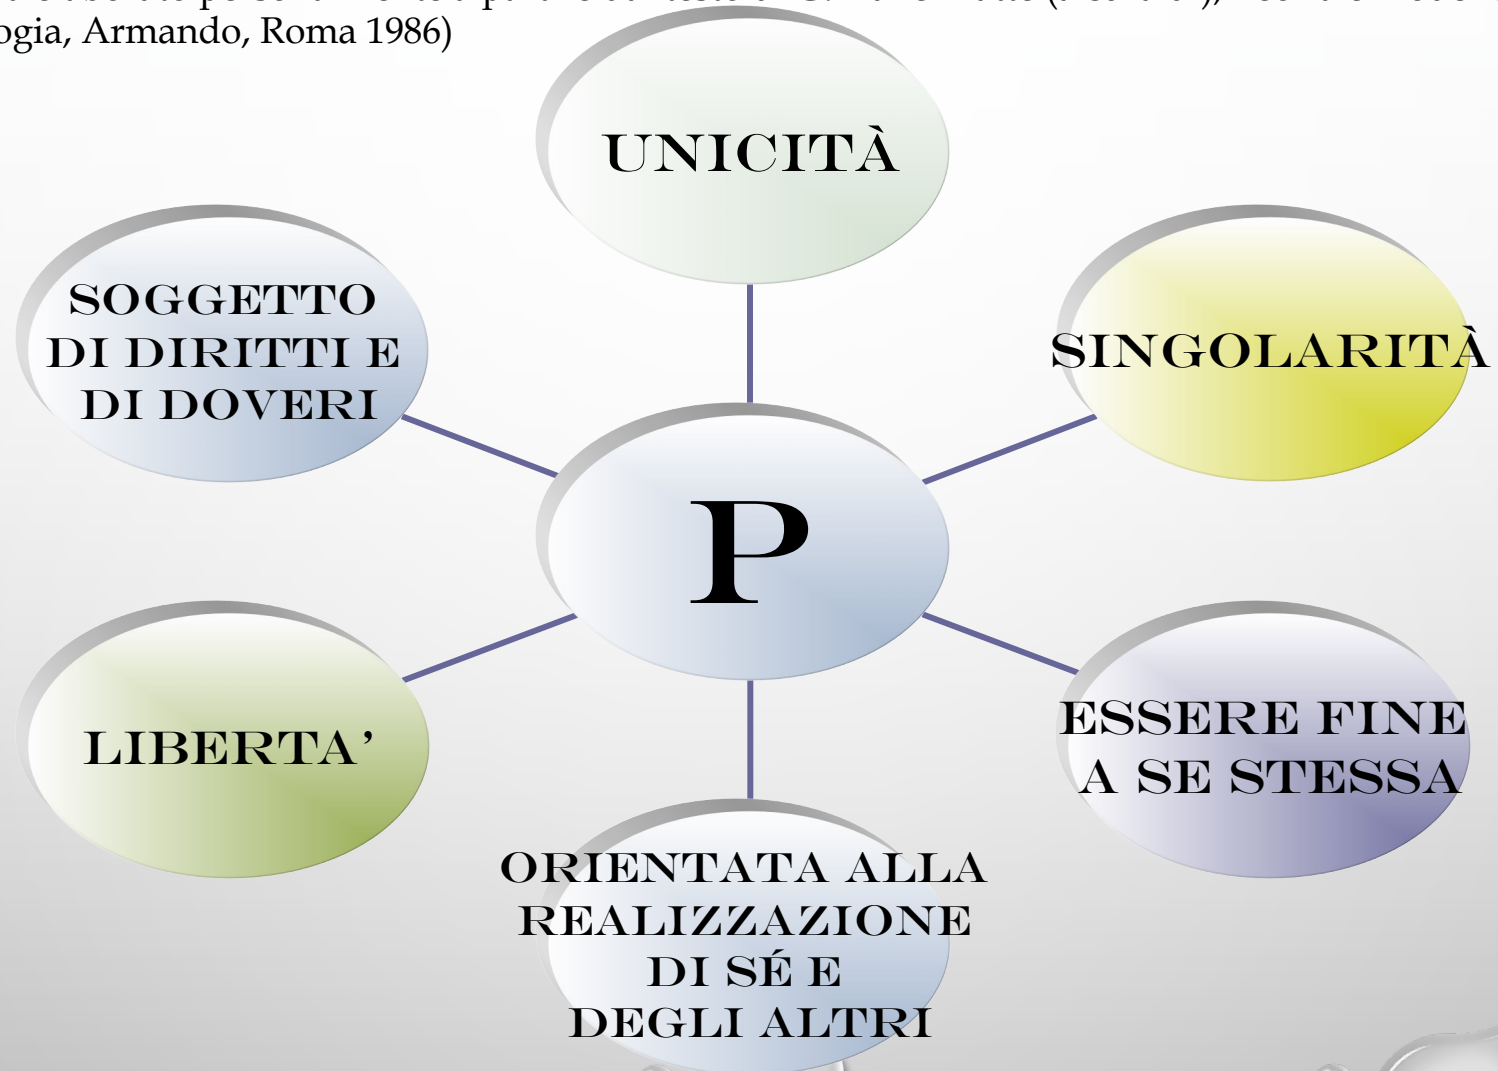 ogia, Armando, Roma 1986)
UNICITÀ
SOGGETTO
DI DIRITTI E
DI DOVERI
SINGOLARITÀ
P
LIBERTA’
ESSERE FINE
A SE STESSA
ORIENTATA ALLA
REALIZZAZIONE
DI SÉ E
DEGLI ALTRI